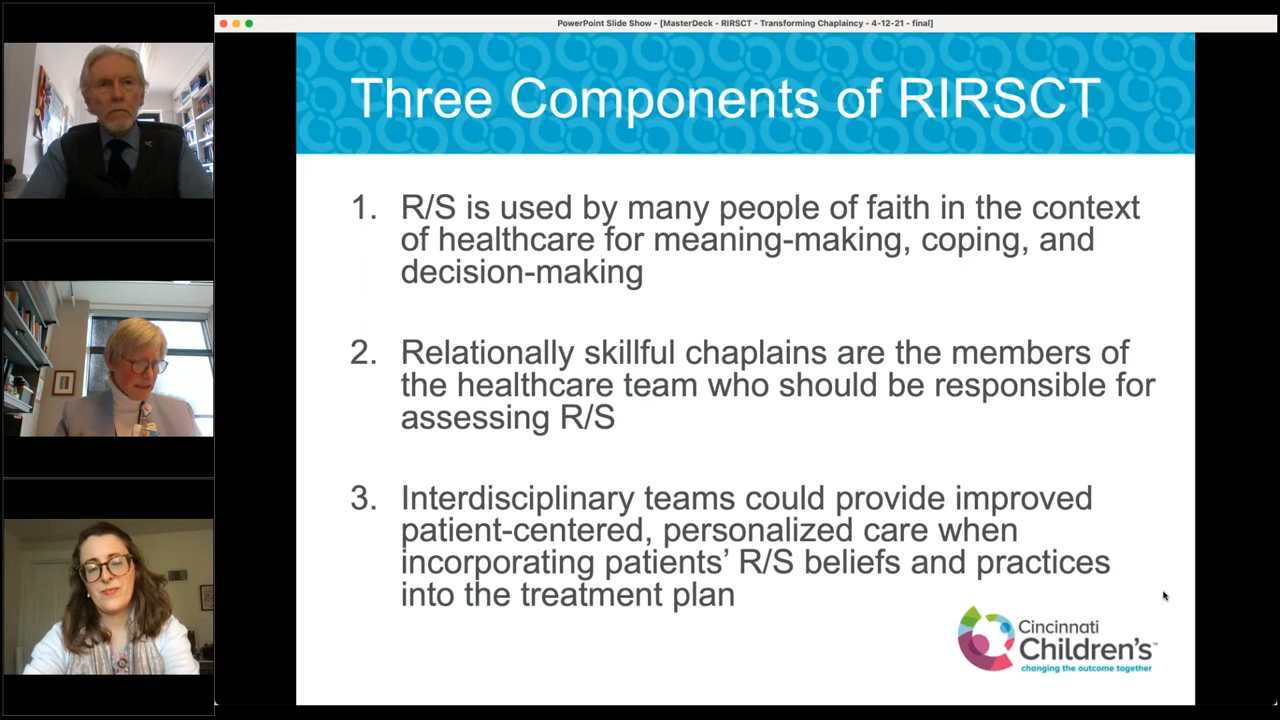 PowerPoint Slide Show - [MasterDeck - RIRSCT - Transforming Chaplaincy - 4-12-21 - final]
Three Components of RIRSCT
1. R/S is used by many people of faith in the context
of healthcare for meaning-making, coping, and
decision-making
2. Relationally skillful chaplains are the members of
the healthcare team who should be responsible for
assessing R/S
3. Interdisciplinary teams could provide improved
patient-centered, personalized care when
incorporating patients’ R/S beliefs and practices
into the treatment plan
Cincinnati
Children's™
changing the outcome together